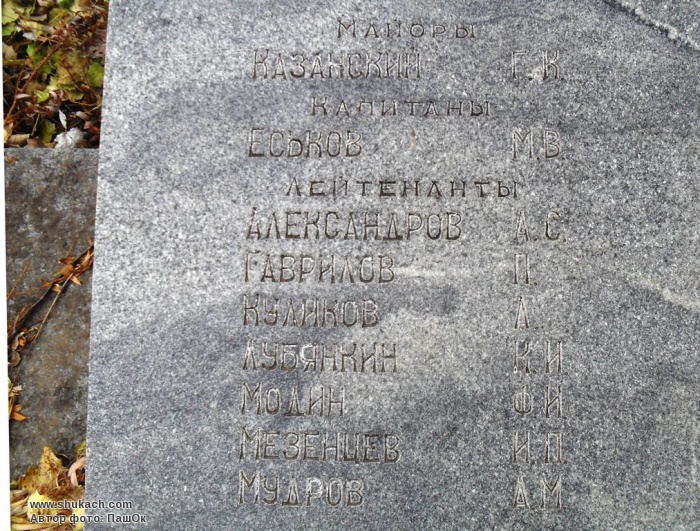 МАЙОРЫ
КАЗАНСКИЙ Г. К.
КАПИТАНЫ
ЕСЬКОВ М.В.
ЛЕЙТЕНАНТЫ
АЛЕКСАНДРОВ А.С.
ГАВРИЛОВ П.
КУЛИКОВ
ЛУБЯНКИН И
МОДИН Ф И
МЕЗЕНЦЕВ И.П
МУДРОВ М.
www.shukach.com
Автор фото: ПашОк